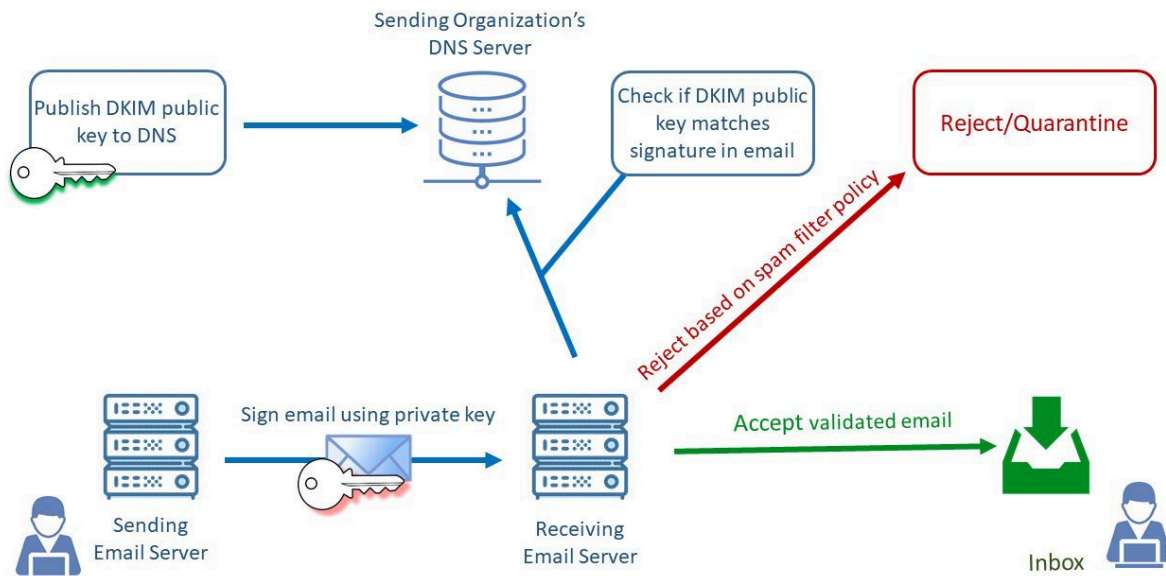 Sending Organization's
DNS Server
Publish DKIM public
key to DNS
Check if DKIM public
key matches
signature in email
Reject/Quarantine
Reject based on spam filter policy
Sign email using private key
Accept validated email
Sending
Email Server
Receiving
Email Server
Inbox